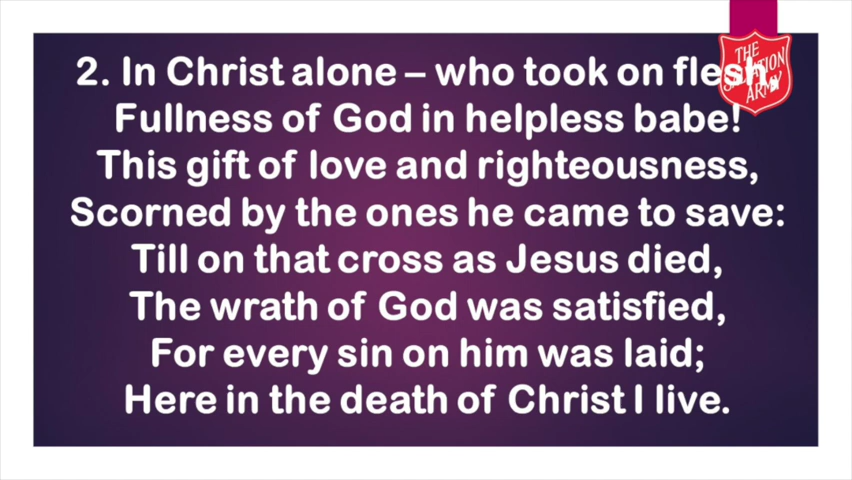 2. In Christ alone – who took on flesh,
Fullness of God in helpless babe!
This gift of love and righteousness,
Scorned by the ones he came to save:
Till on that cross as Jesus died,
The wrath of God was satisfied,
For every sin on him was laid;
Here in the death of Christ I live.
THE
SALVATION
ARMY